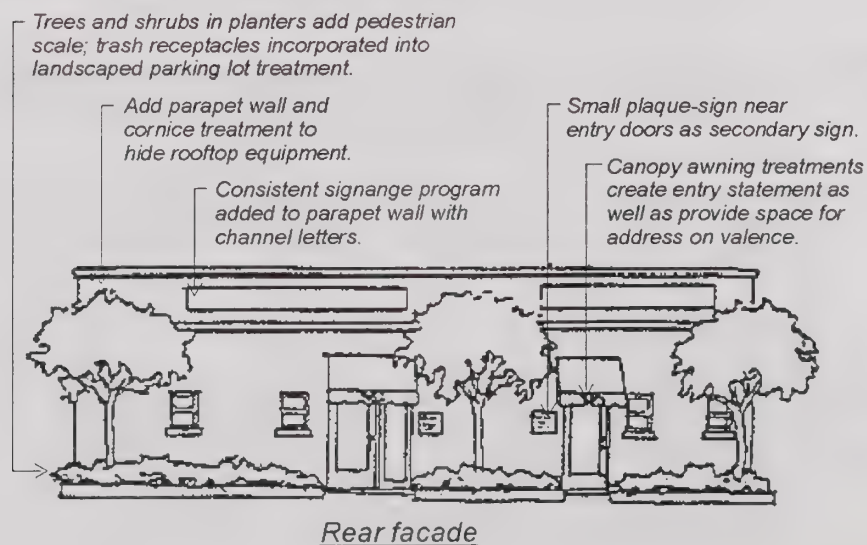 Trees and shrubs in planters add pedestrian
scale; trash receptacles incorporated into
landscaped parking lot treatment.
Add parapet wall and
cornice treatment to
hide rooftop equipment.
Consistent signange program
added to parapet wall with
channel letters.
Small plaque-sign near
entry doors as secondary sign.
Canopy awning treatments
create entry statement as
well as provide space for
address on valence.
Rear facade